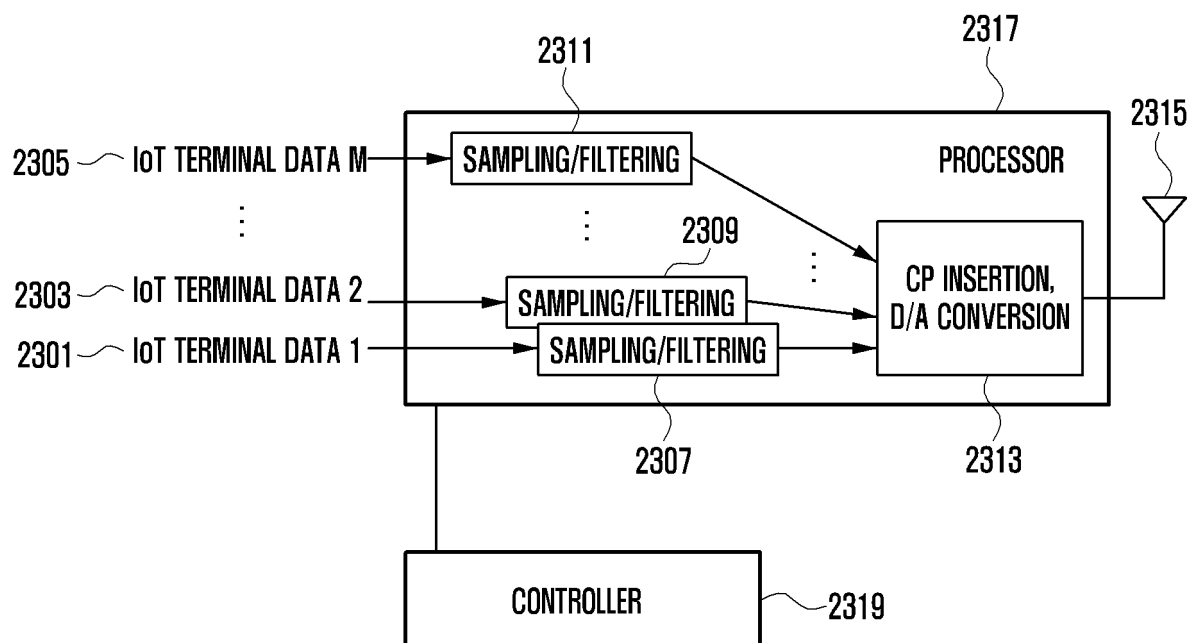 2317
2311
2315
2305
IoT TERMINAL DATA M
SAMPLING/FILTERING
PROCESSOR
2309
2303
IoT TERMINAL DATA 2
SAMPLING/FILTERING
CP INSERTION,
D/A CONVERSION
2301
IoT TERMINAL DATA 1
SAMPLING/FILTERING
2307
2313
CONTROLLER
2319